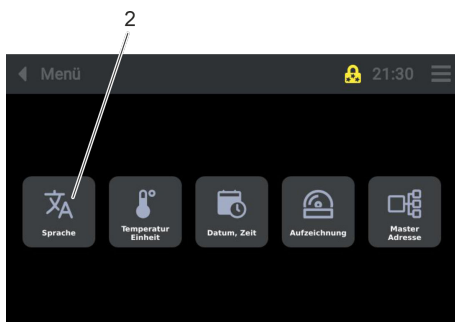 2
Menü
21:30
Sprache
Temperatur
Einheit
Datum, Zeit
Aufzeichnung
Master
Adresse